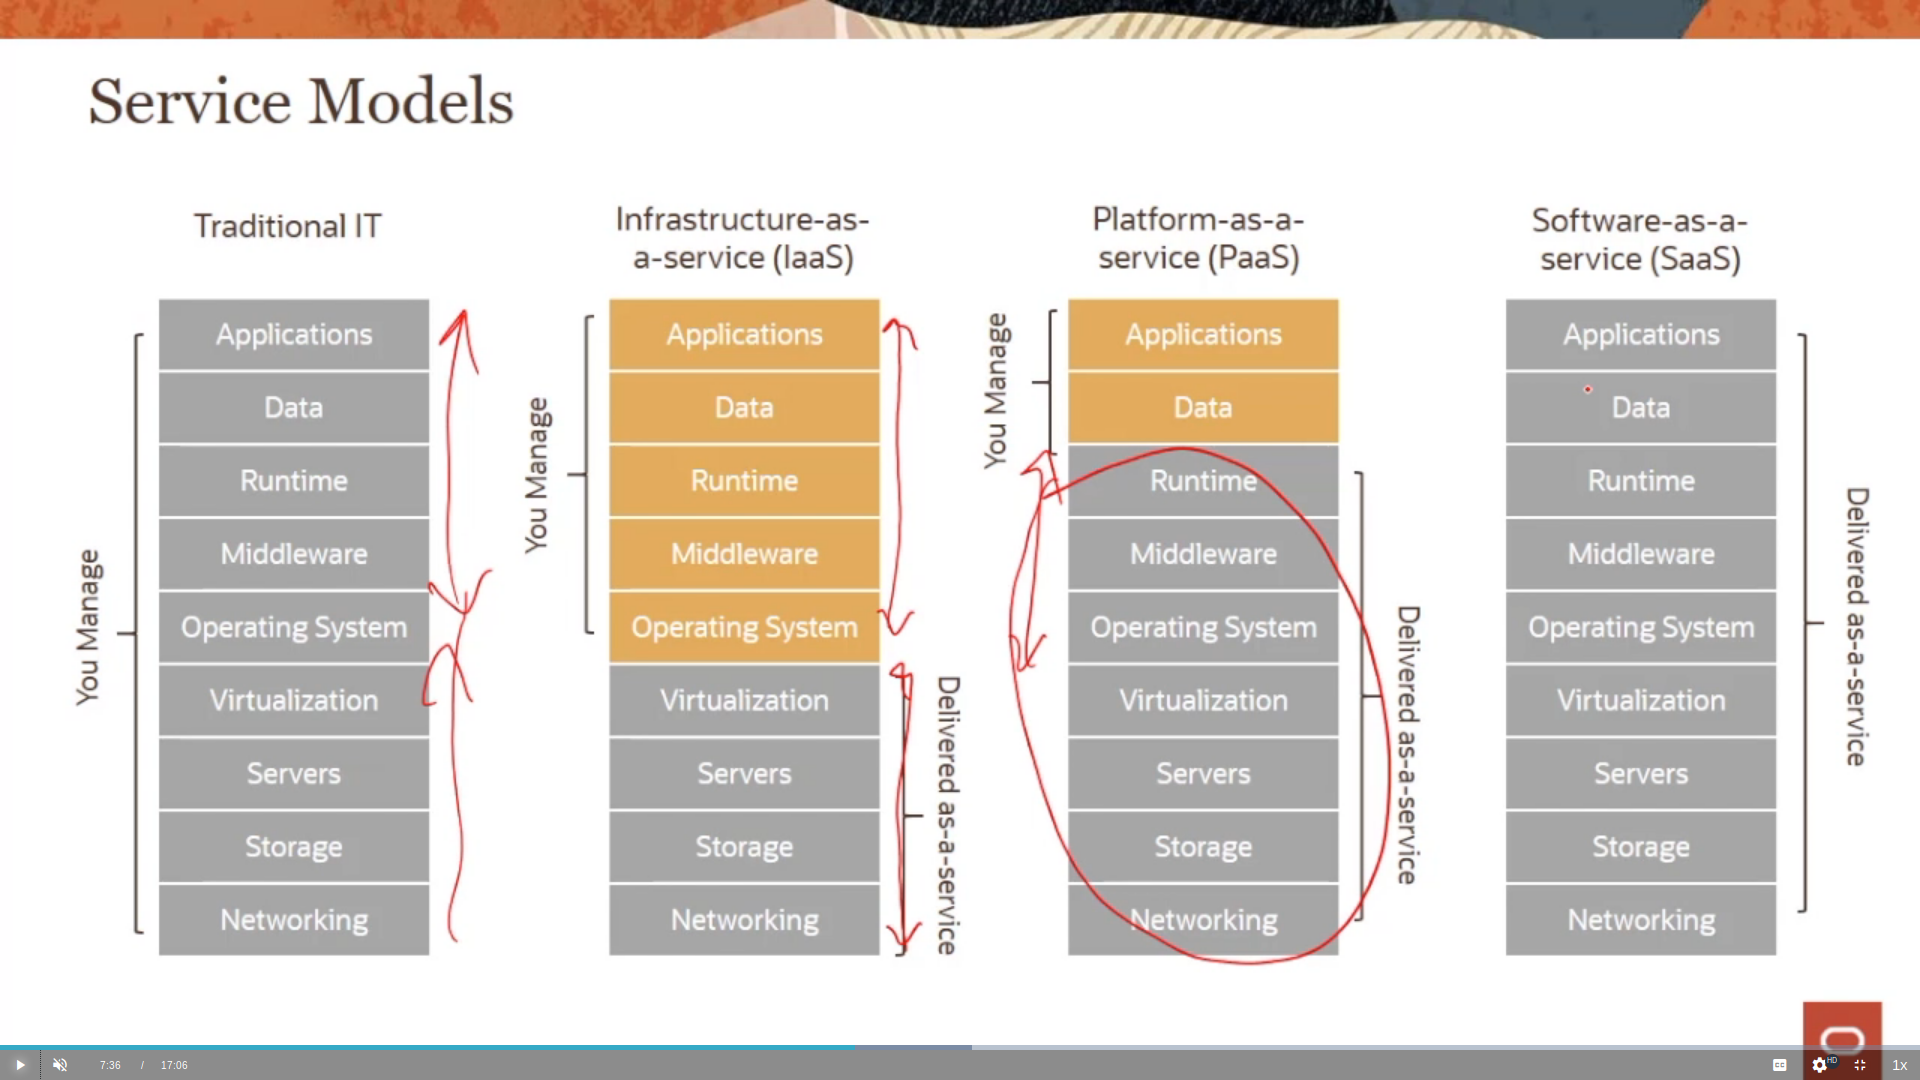 Service Models
Traditional IT
Applications
Data
Runtime
Middleware
Operating System
Virtualization
Servers
Storage
Networking
You Manage
Infrastructure-as-
a-service (IaaS)
Applications
Data
Runtime
Middleware
Operating System
Virtualization
Servers
Storage
Networking
You Manage
Delivered as-a-service
Platform-as-a-
service (PaaS)
Applications
Data
Runtime
Middleware
Operating System
Virtualization
Servers
Storage
Networking
You Manage
Delivered as-a-service
Software-as-a-
service (SaaS)
Applications
Data
Runtime
Middleware
Operating System
Virtualization
Servers
Storage
Networking
Delivered as-a-service
7:36 / 17:06
CC
HD
1x